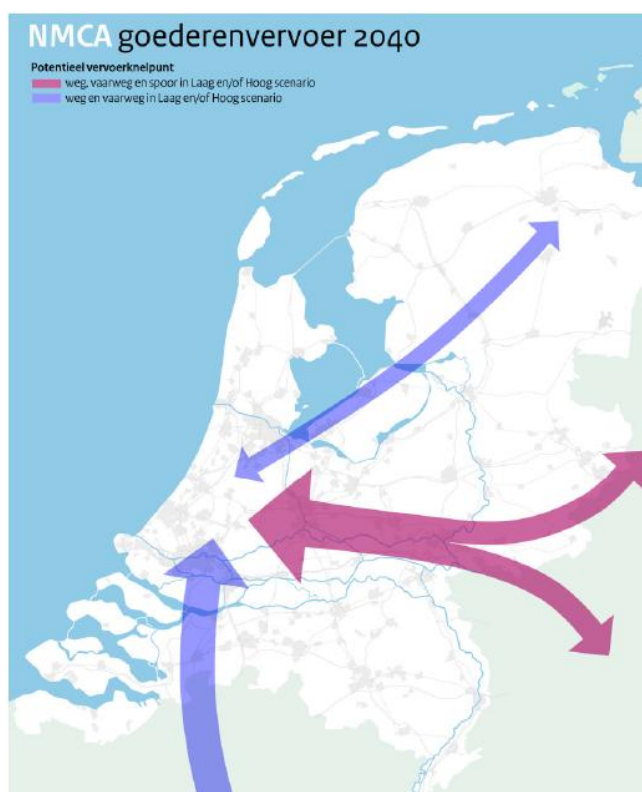 NMCA goederenvervoer 2040
Potentieel vervoerknelpunt
weg, vaarweg en spoor in Laag en/of Hoog scenario
weg en vaarweg in Laag en/of Hoog scenario